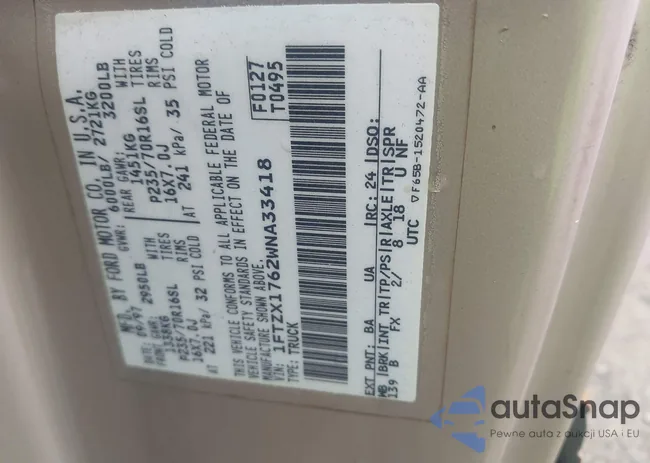 MFD. BY FORD MOTOR CO. IN U.S.A.
DATE: 09/97 GVWR: 6000LB/ 2721KG
FRONT GAWR: 2950LB REAR GAWR: 3200LB
1338KG WITH 1451KG WITH
P235/70R16SL TIRES P235/70R16SL TIRES
16X7.0J RIMS 16X7.0J RIMS
AT 221 kPa/ 32 PSI COLD AT 241 kPa/ 35 PSI COLD
THIS VEHICLE CONFORMS TO ALL APPLICABLE FEDERAL MOTOR
VEHICLE SAFETY STANDARDS IN EFFECT ON THE DATE OF
MANUFACTURE SHOWN ABOVE.
VIN: 1FTZX1762WNA33418
TYPE: TRUCK
F0127
T0495
EXT PNT: BA UA RC: 24 DSO:
WB BRK INT TR TP/PS R AXLE TR SPR
139 B FX 2/ 8 18 U NF
UTC
▽F65B-1520472-AA
autaSnap
Pewne auta z aukcji USA i EU